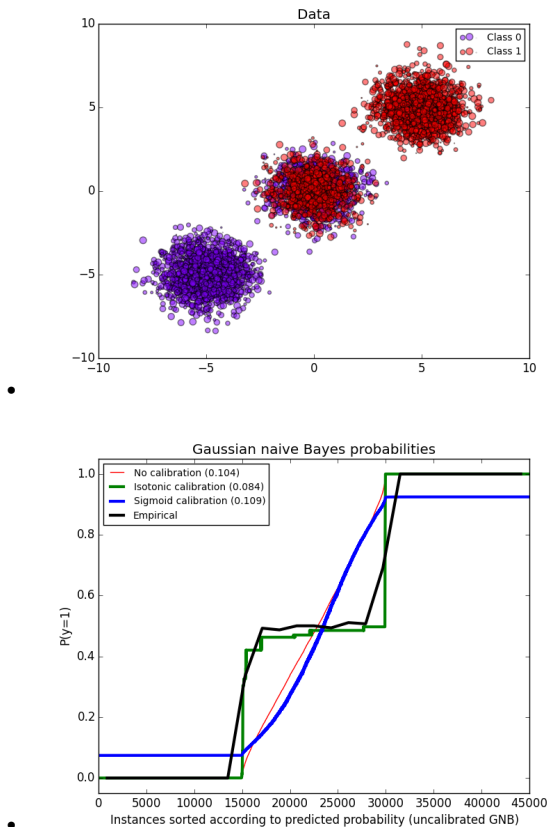 Data
Class 0
Class 1
10
5
0
−5
−10
−10
−5
0
5
10
Gaussian naive Bayes probabilities
No calibration (0.104)
Isotonic calibration (0.084)
Sigmoid calibration (0.109)
Empirical
1.0
0.8
0.6
0.4
0.2
0.0
P(y=1)
0
5000
10000
15000
20000
25000
30000
35000
40000
45000
Instances sorted according to predicted probability (uncalibrated GNB)